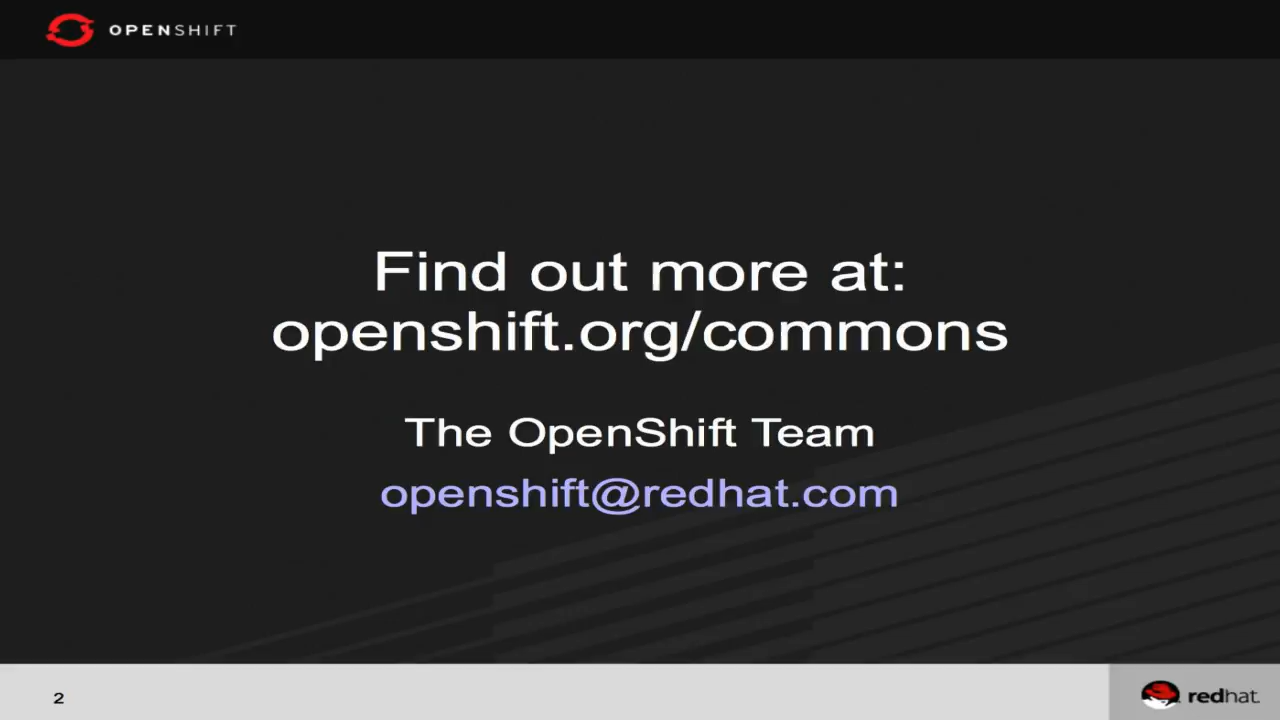 OPENSHIFT
Find out more at:
openshift.org/commons
The OpenShift Team
openshift@redhat.com
2
redhat.